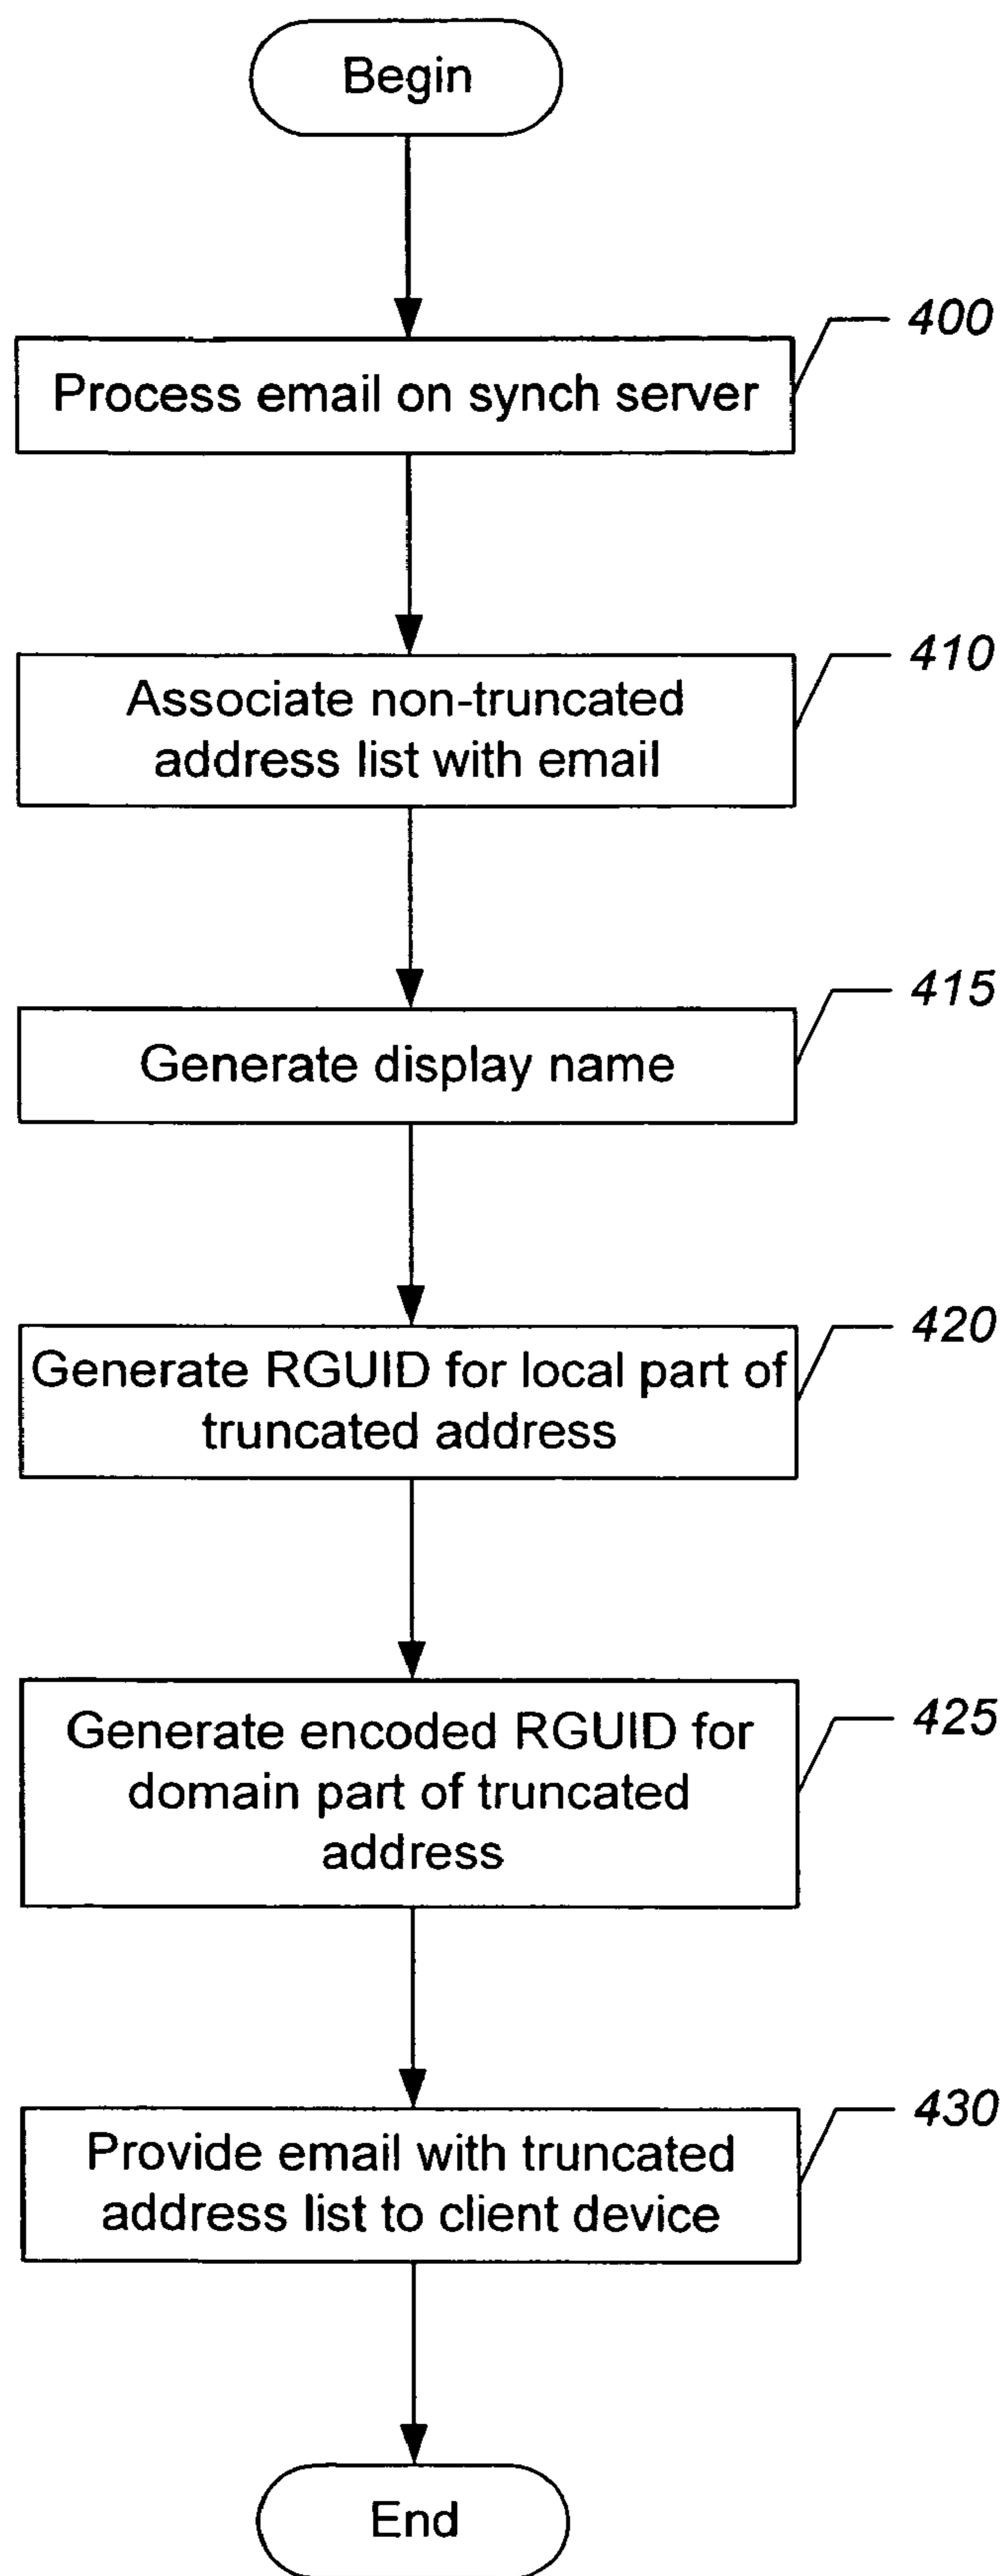 Begin
400
Process email on synch server
410
Associate non-truncated
address list with email
415
Generate display name
420
Generate RGUID for local part of
truncated address
425
Generate encoded RGUID for
domain part of truncated
address
430
Provide email with truncated
address list to client device
End